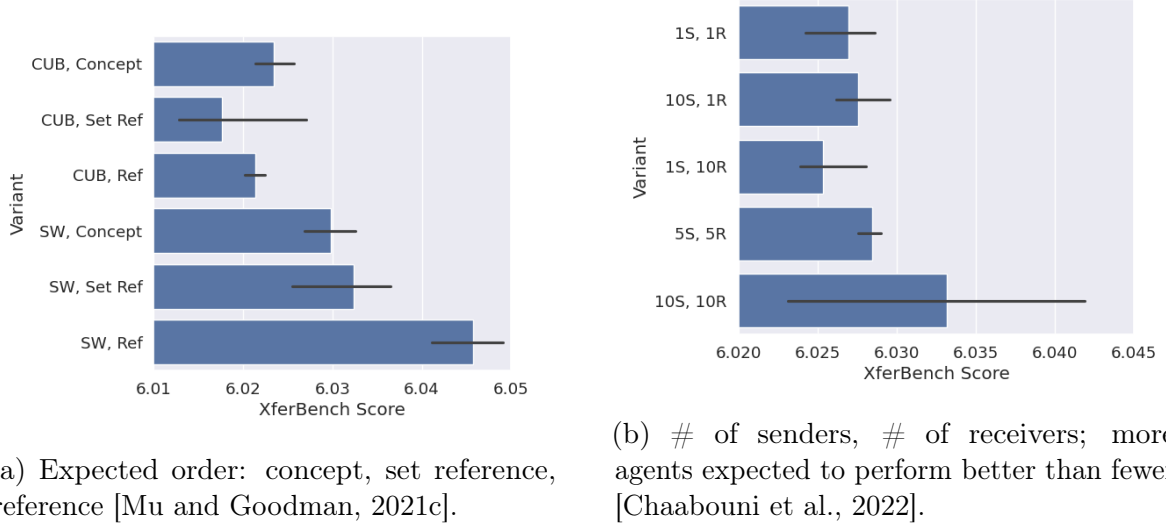 CUB, Concept
CUB, Set Ref
CUB, Ref
SW, Concept
SW, Set Ref
SW, Ref
Variant
6.01 6.02 6.03 6.04 6.05
XferBench Score
a) Expected order: concept, set reference,
reference [Mu and Goodman, 2021c].
1S, 1R
10S, 1R
1S, 10R
5S, 5R
10S, 10R
Variant
6.020 6.025 6.030 6.035 6.040 6.045
XferBench Score
(b) # of senders, # of receivers; more
agents expected to perform better than fewer
[Chaabouni et al., 2022].